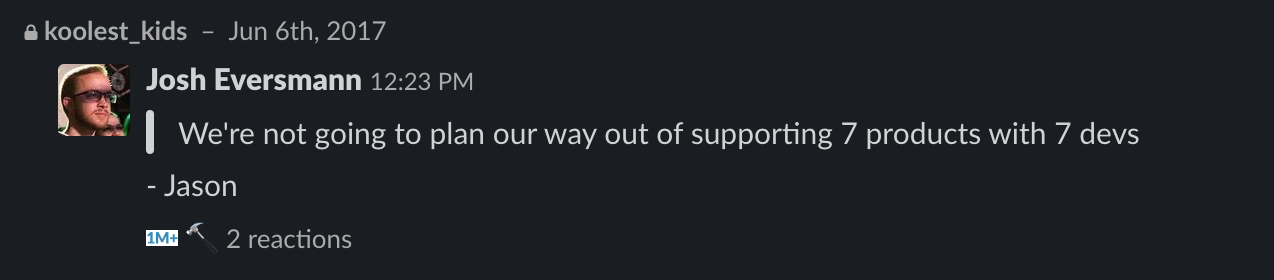 koolest_kids – Jun 6th, 2017
Josh Eversmann 12:23 PM
We're not going to plan our way out of supporting 7 products with 7 devs
- Jason
1M+ 2 reactions